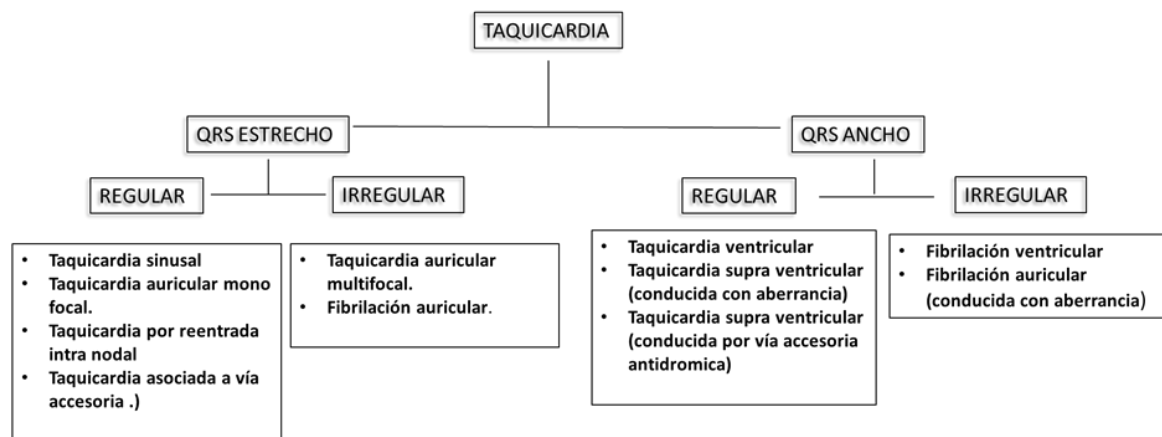 TAQUICARDIA
QRS ESTRECHO
QRS ANCHO
REGULAR
IRREGULAR
REGULAR
IRREGULAR
• Taquicardia sinusal
• Taquicardia auricular mono
focal.
• Taquicardia por reentrada
intra nodal
• Taquicardia asociada a vía
accesoria .)
• Taquicardia auricular
multifocal.
• Fibrilación auricular.
• Taquicardia ventricular
• Taquicardia supra ventricular
(conducida con aberrancia)
• Taquicardia supra ventricular
(conducida por vía accesoria
antidromica)
• Fibrilación ventricular
• Fibrilación auricular
(conducida con aberrancia)